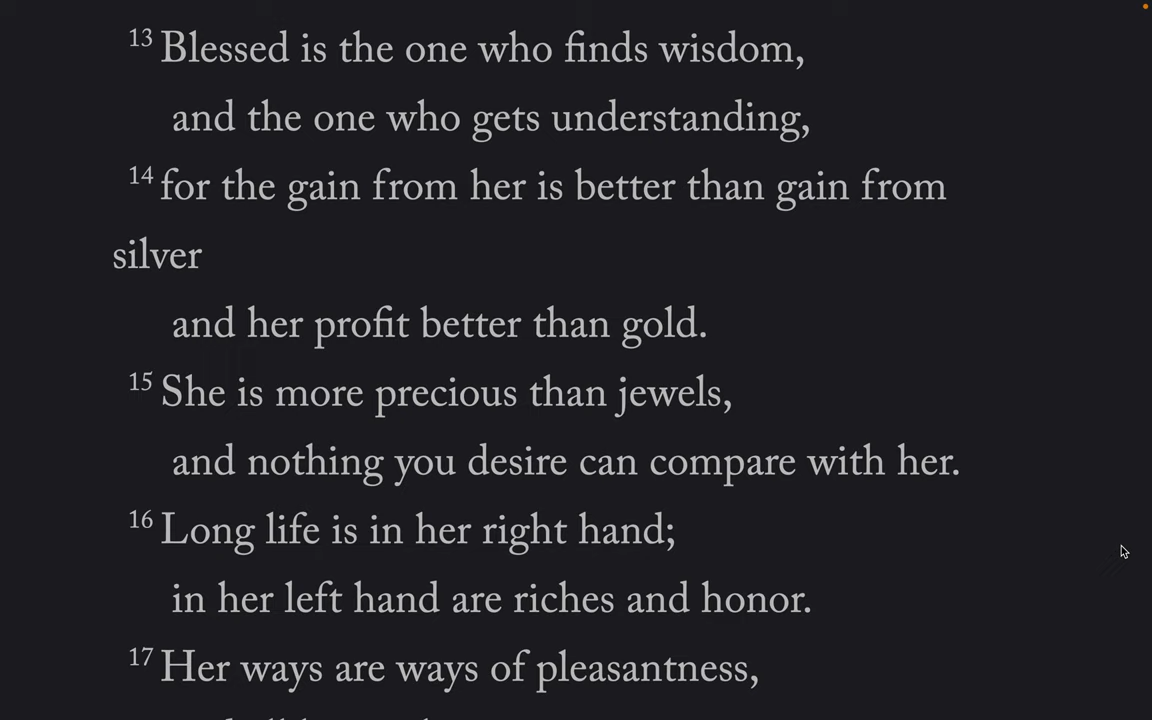 13 Blessed is the one who finds wisdom,
and the one who gets understanding,
14 for the gain from her is better than gain from
silver
and her profit better than gold.
15 She is more precious than jewels,
and nothing you desire can compare with her.
16 Long life is in her right hand;
in her left hand are riches and honor.
17 Her ways are ways of pleasantness,